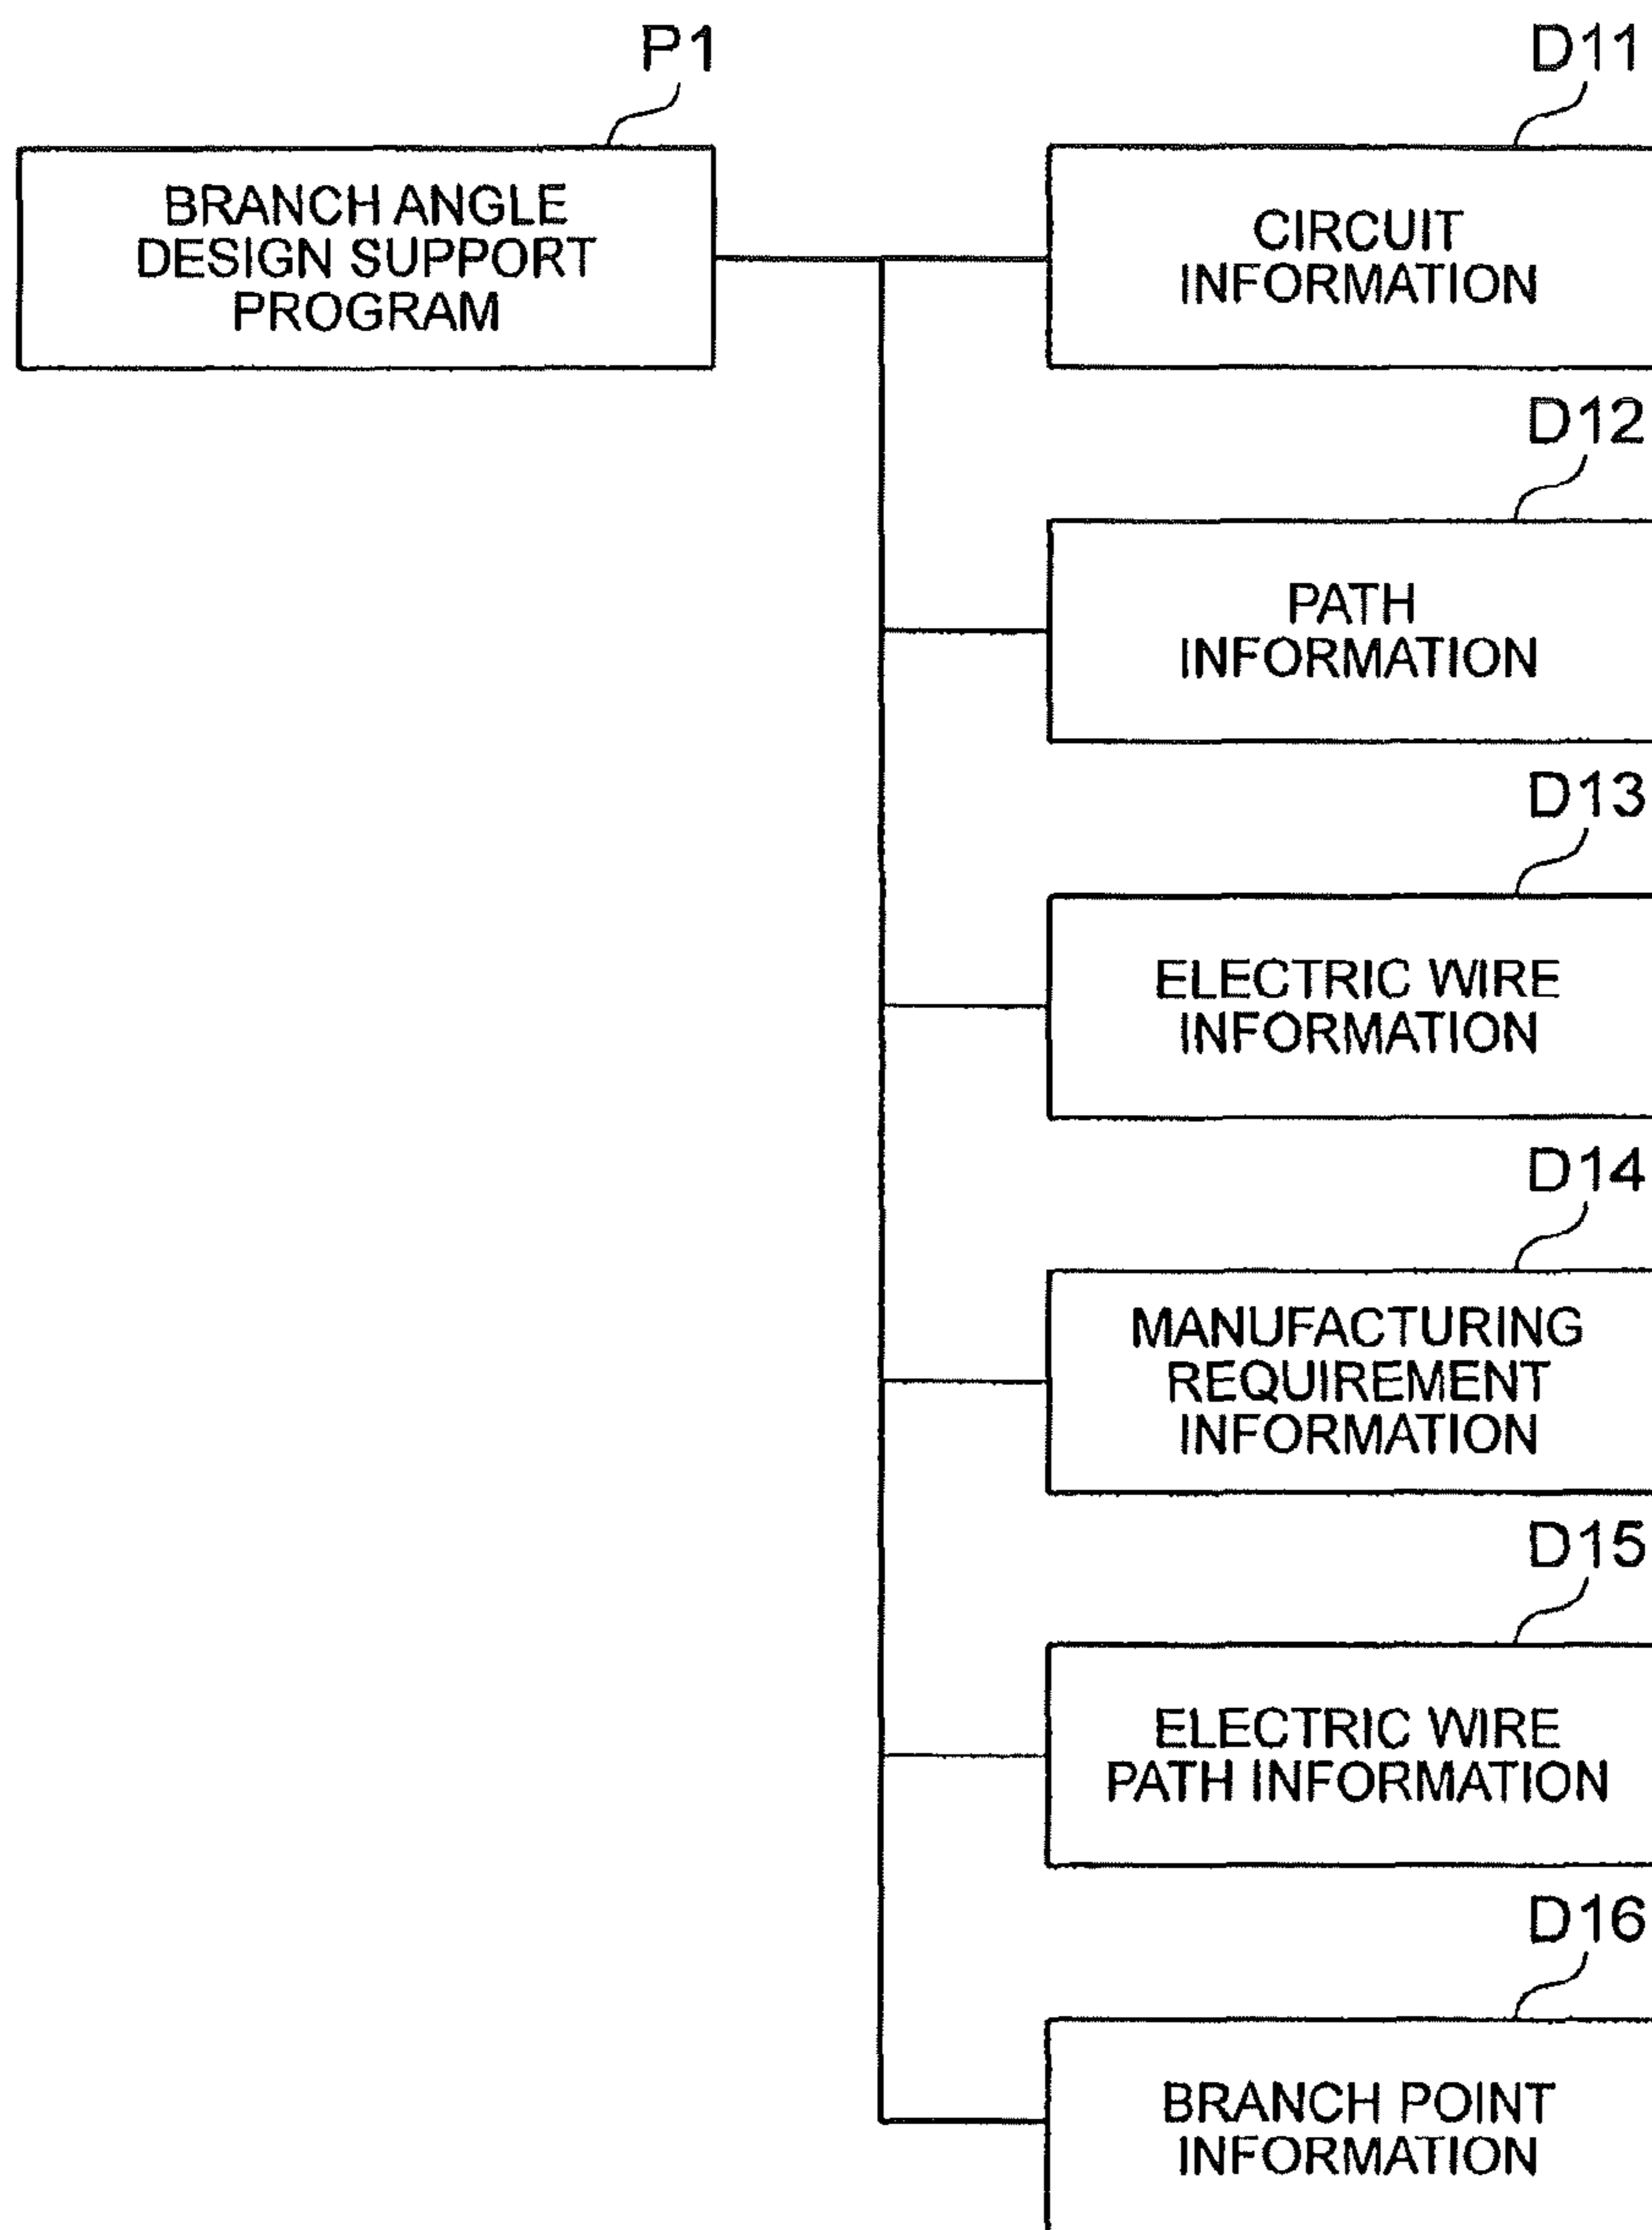 P1
BRANCH ANGLE
DESIGN SUPPORT
PROGRAM
D11
CIRCUIT
INFORMATION
D12
PATH
INFORMATION
D13
ELECTRIC WIRE
INFORMATION
D14
MANUFACTURING
REQUIREMENT
INFORMATION
D15
ELECTRIC WIRE
PATH INFORMATION
D16
BRANCH POINT
INFORMATION